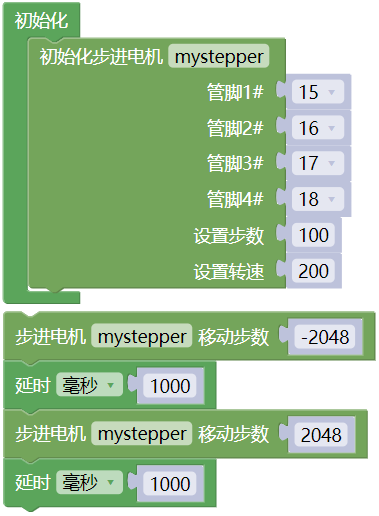 初始化
初始化步进电机 mystepper
管脚1# 15
管脚2# 16
管脚3# 17
管脚4# 18
设置步数 100
设置转速 200
步进电机 mystepper 移动步数 -2048
延时 毫秒 1000
步进电机 mystepper 移动步数 2048
延时 毫秒 1000